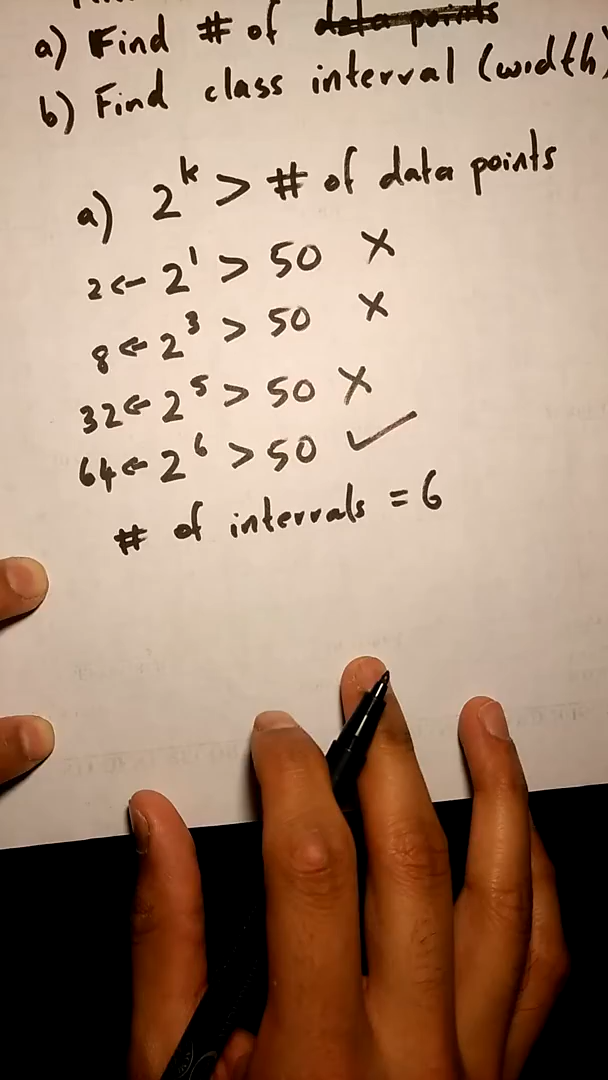 a) Find # of data points
b) Find class interval (width)
a) 2^k > # of data points
2 ← 2^1 > 50 ×
8 ← 2^3 > 50 ×
32 ← 2^5 > 50 ×
64 ← 2^6 > 50 ✓
# of intervals = 6